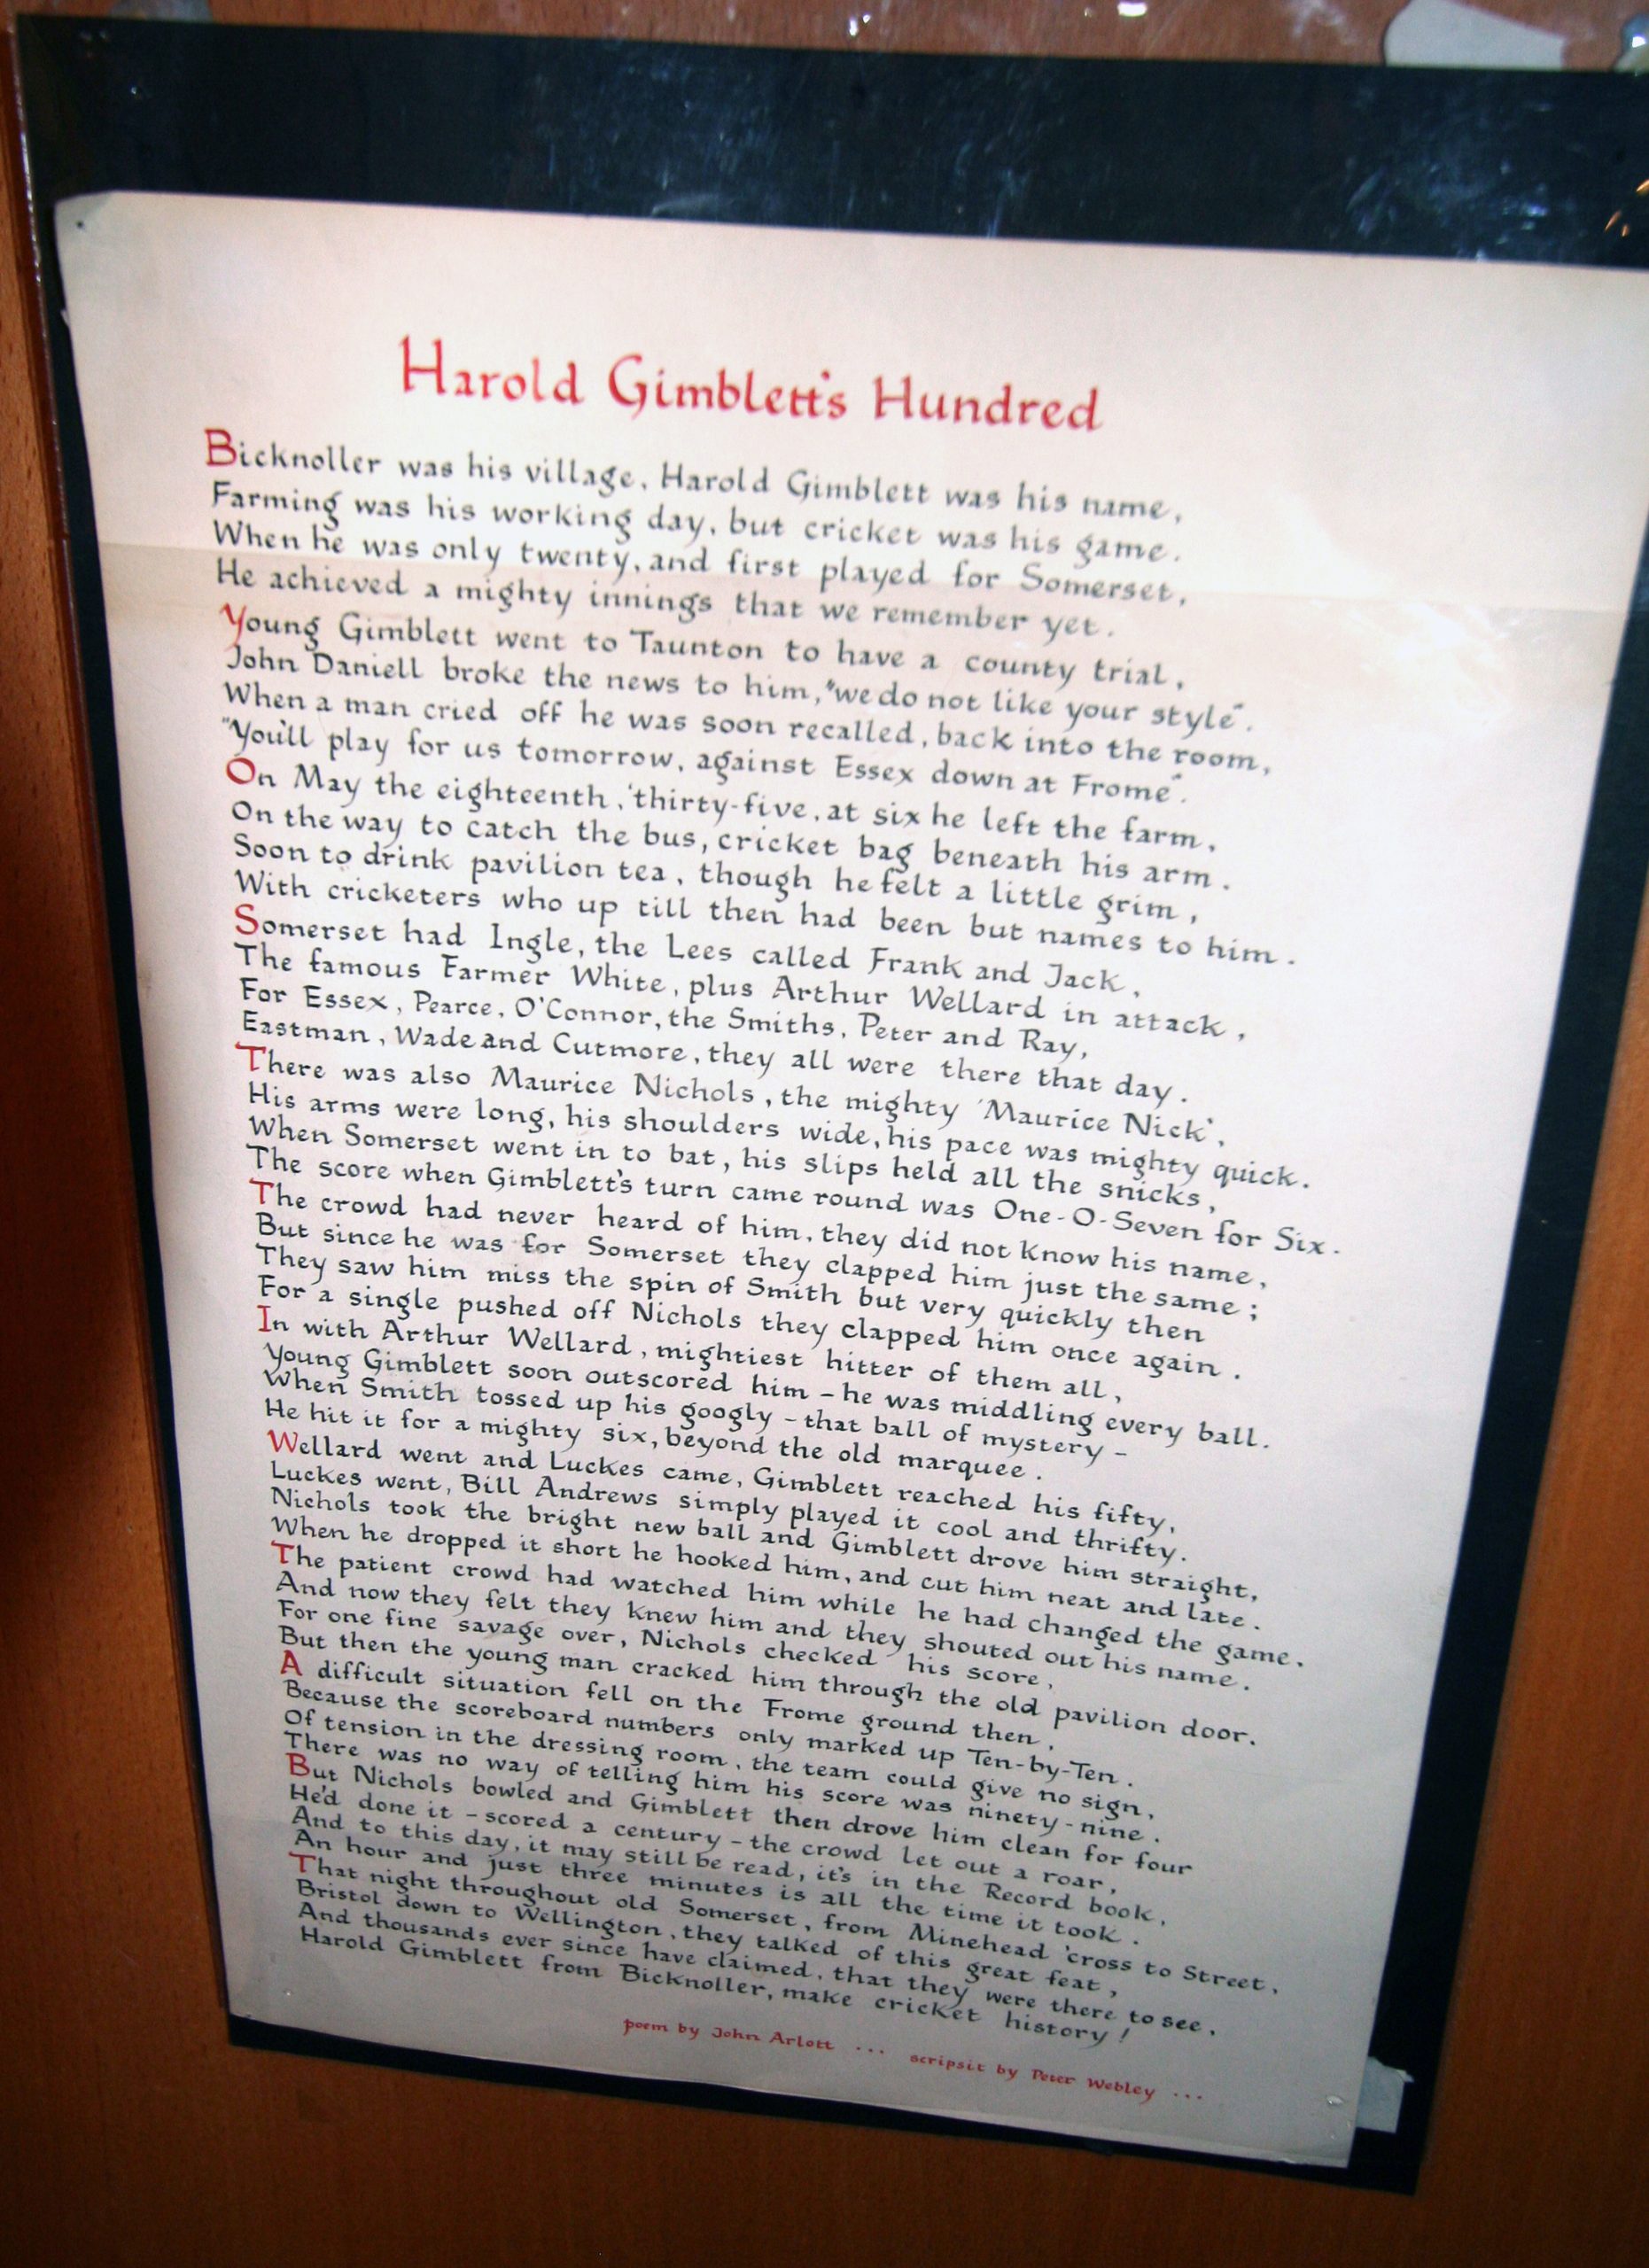 Harold Gimblett's Hundred
Bicknoller was his village, Harold Gimblett was his name,
Farming was his working day, but cricket was his game.
When he was only twenty, and first played for Somerset,
He achieved a mighty innings that we remember yet.
Young Gimblett went to Taunton to have a county trial,
John Daniell broke the news to him, "we do not like your style".
When a man cried off he was soon recalled, back into the room,
"You'll play for us tomorrow, against Essex down at Frome".
On May the eighteenth, 'thirty-five, at six he left the farm,
On the way to catch the bus, cricket bag beneath his arm.
Soon to drink pavilion tea, though he felt a little grim,
With cricketers who up till then had been but names to him.
Somerset had Ingle, the Lees called Frank and Jack,
The famous Farmer White, plus Arthur Wellard in attack,
For Essex, Pearce, O'Connor, the Smiths, Peter and Ray,
Eastman, Wade and Cutmore, they all were there that day.
There was also Maurice Nichols, the mighty 'Maurice Nick',
His arms were long, his shoulders wide, his pace was mighty quick.
When Somerset went in to bat, his slips held all the snicks,
The score when Gimblett's turn came round was One-O-Seven for Six.
The crowd had never heard of him, they did not know his name,
But since he was for Somerset they clapped him just the same;
They saw him miss the spin of Smith but very quickly then
For a single pushed off Nichols they clapped him once again.
In with Arthur Wellard, mightiest hitter of them all,
Young Gimblett soon outscored him - he was middling every ball.
When Smith tossed up his googly - that ball of mystery -
He hit it for a mighty six, beyond the old marquee.
Wellard went and Luckes came, Gimblett reached his fifty,
Luckes went, Bill Andrews simply played it cool and thrifty.
Nichols took the bright new ball and Gimblett drove him straight,
When he dropped it short he hooked him, and cut him neat and late.
The patient crowd had watched him while he had changed the game,
And now they felt they knew him and they shouted out his name.
For one fine savage over, Nichols checked his score,
But then the young man cracked him through the old pavilion door.
A difficult situation fell on the Frome ground then,
Because the scoreboard numbers only marked up Ten-by-Ten.
Of tension in the dressing room, the team could give no sign,
There was no way of telling him his score was ninety-nine.
But Nichols bowled and Gimblett then drove him clean for four
He'd done it - scored a century - the crowd let out a roar,
And to this day, it may still be read, it's in the Record book,
An hour and just three minutes is all the time it took.
That night throughout old Somerset, from Minehead 'cross to Street,
Bristol down to Wellington, they talked of this great feat,
And thousands ever since have claimed, that they were there to see,
Harold Gimblett from Bicknoller, make cricket history!
poem by John Arlott ... scripsit by Peter Webley ...